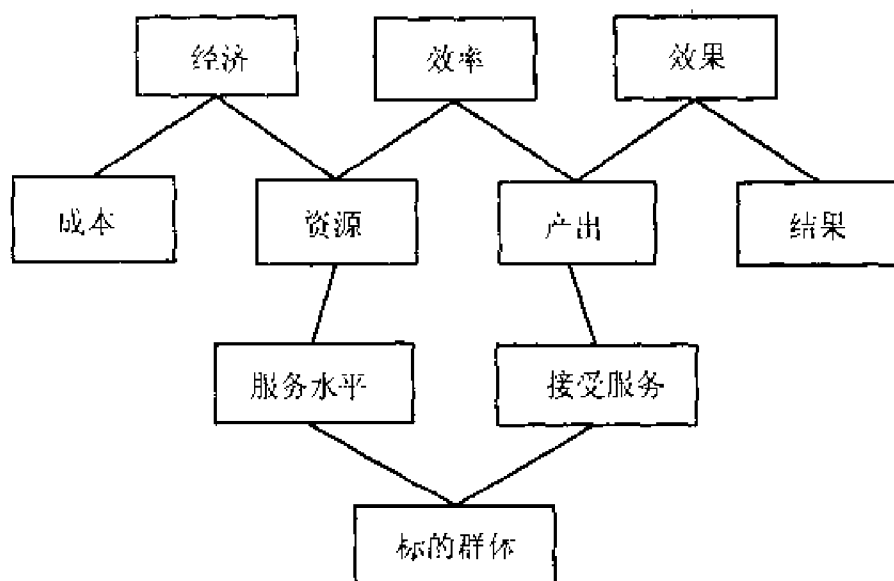 经济
效率
效果
成本
资源
产出
结果
服务水平
接受服务
标的群体